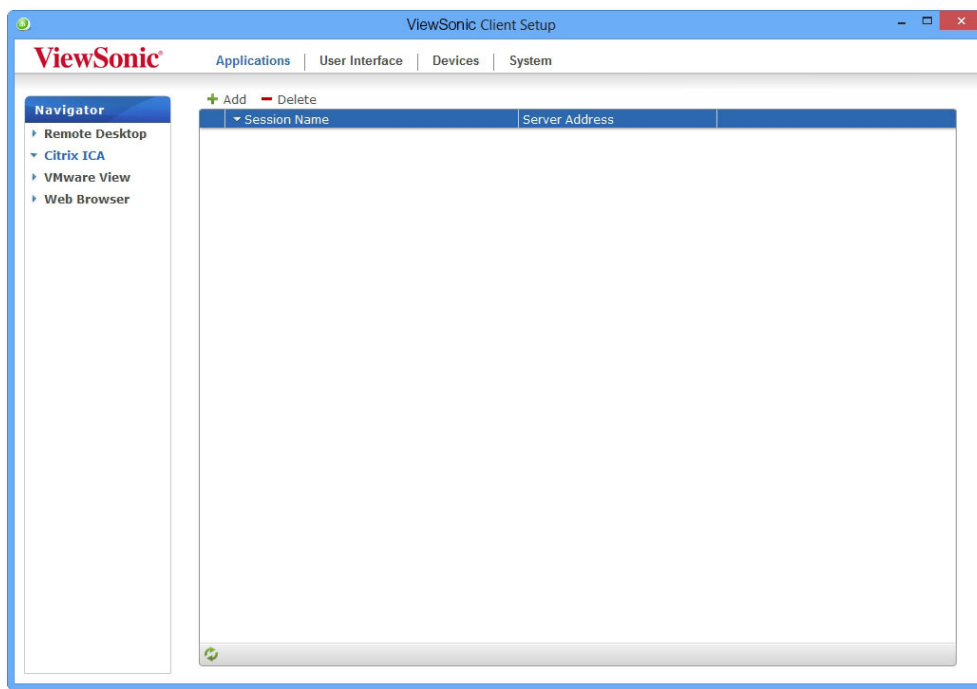 ViewSonic Client Setup
ViewSonic®
Applications User Interface Devices System
Navigator
Remote Desktop
Citrix ICA
VMware View
Web Browser
Add Delete
Session Name Server Address